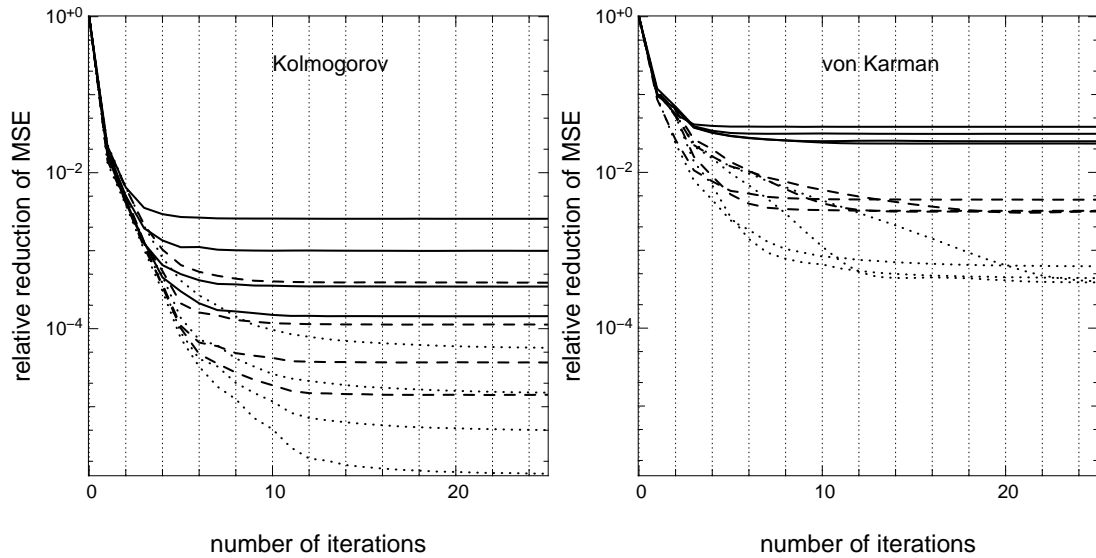 Kolmogorov
10+0
10−2
10−4
relative reduction of MSE
0
10
20
number of iterations
von Karman
10+0
10−2
10−4
relative reduction of MSE
0
10
20
number of iterations